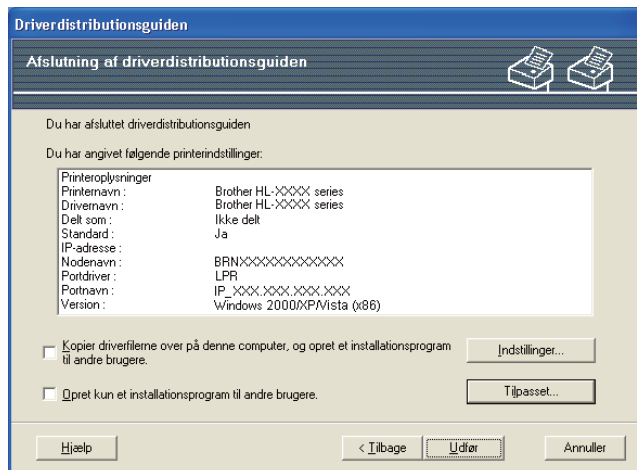 Driverdistributionsguiden
Afslutning af driverdistributionsguiden
Du har afsluttet driverdistributionsguiden
Du har angivet følgende printerindstillinger:
Printeroplysninger
Printernavn : Brother HL-XXXX series
Drivernavn : Brother HL-XXXX series
Delt som : Ikke delt
Standard : Ja
IP-adresse :
Nodenavn : BRNXXXXXXXXXXXX
Portdriver : LPR
Portnavn : IP_XXX.XXX.XXX.XXX
Version : Windows 2000/XP/Vista (x86)
Kopier driverfilerne over på denne computer, og opret et installationsprogram
til andre brugere.
Indstillinger...
Opret kun et installationsprogram til andre brugere.
Tilpasset...
Hjælp
< Tilbage
Udfør
Annuller